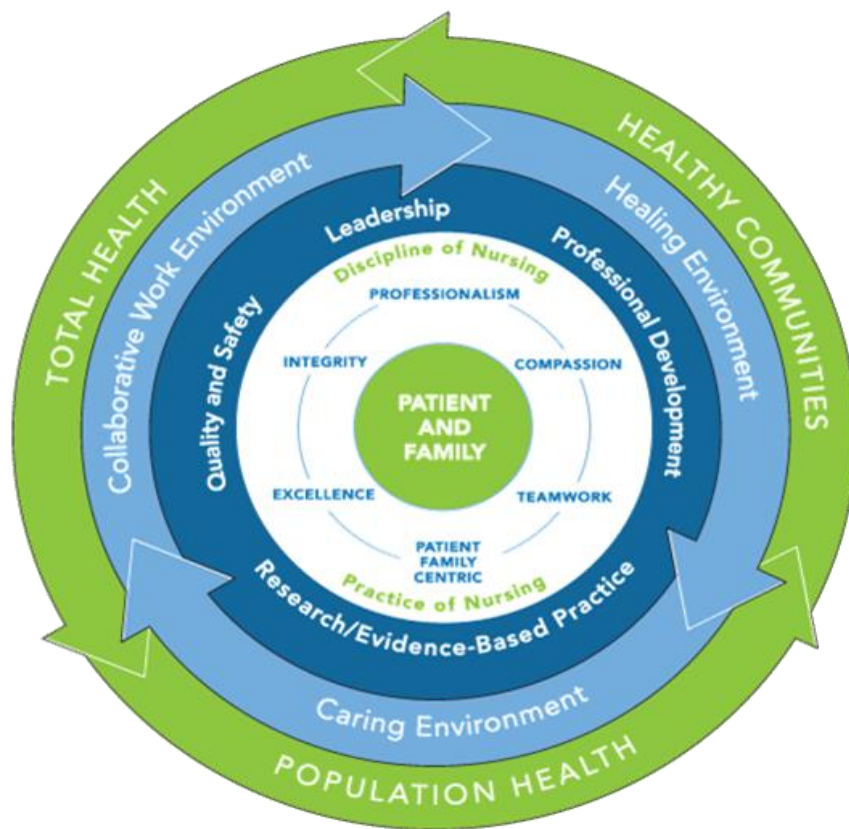 HEALTHY COMMUNITIES
TOTAL HEALTH
POPULATION HEALTH
Collaborative Work Environment
Healing Environment
Caring Environment
Leadership
Professional Development
Quality and Safety
Research/Evidence-Based Practice
Discipline of Nursing
PROFESSIONALISM
INTEGRITY
COMPASSION
PATIENT
AND
FAMILY
EXCELLENCE
TEAMWORK
PATIENT
FAMILY
CENTRIC
Practice of Nursing